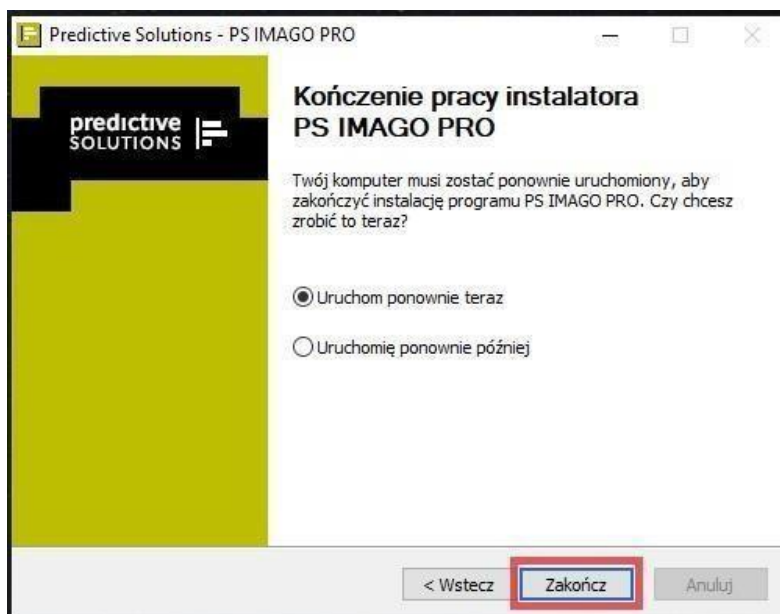 Predictive Solutions - PS IMAGO PRO
predictive
SOLUTIONS
Kończenie pracy instalatora
PS IMAGO PRO
Twój komputer musi zostać ponownie uruchomiony, aby
zakończyć instalację programu PS IMAGO PRO. Czy chcesz
zrobić to teraz?
Uruchom ponownie teraz
Uruchomię ponownie później
< Wstecz
Zakończ
Anuluj